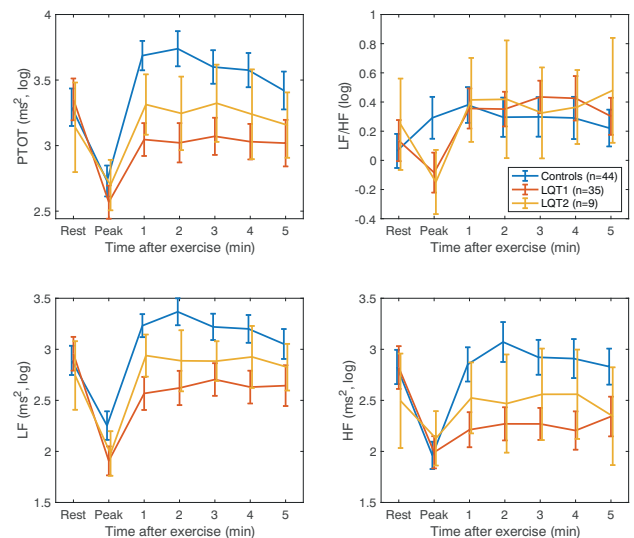 4
3.5
3
2.5
PTOT (ms², log)
Rest Peak 1 2 3 4 5
Time after exercise (min)
1
0.8
0.6
0.4
0.2
0
-0.2
-0.4
LF/HF (log)
Controls (n=44)
LQT1 (n=35)
LQT2 (n=9)
Rest Peak 1 2 3 4 5
Time after exercise (min)
3.5
3
2.5
2
1.5
LF (ms², log)
Rest Peak 1 2 3 4 5
Time after exercise (min)
3.5
3
2.5
2
1.5
HF (ms², log)
Rest Peak 1 2 3 4 5
Time after exercise (min)